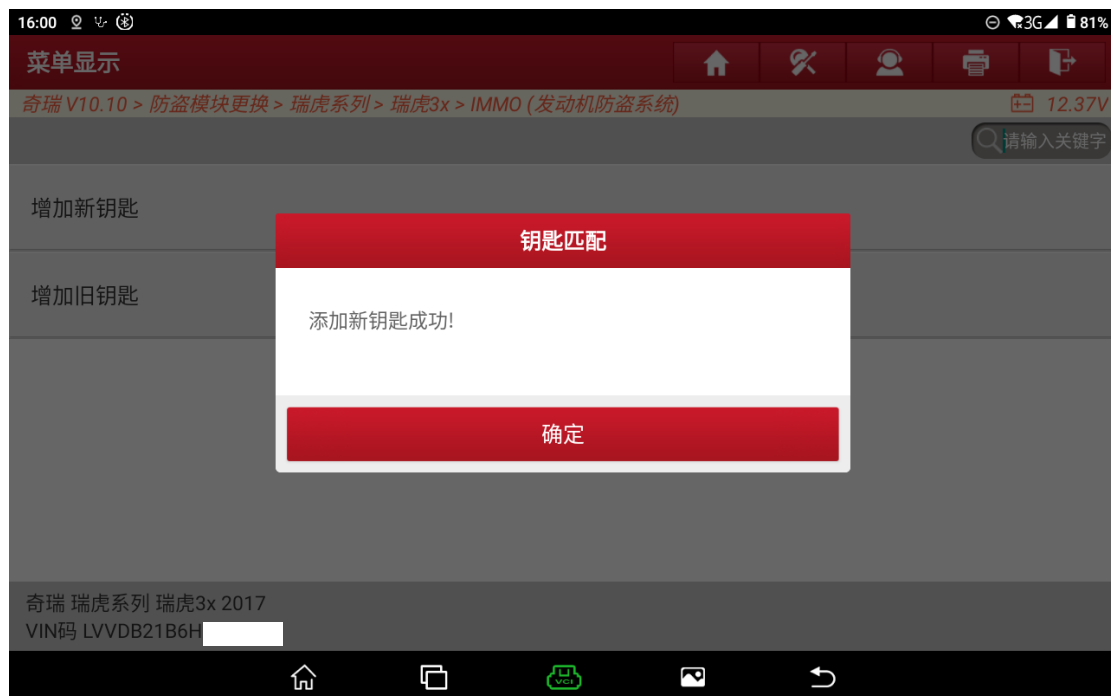 16:00 3G 81%
菜单显示
奇瑞 V10.10 > 防盗模块更换 > 瑞虎系列 > 瑞虎3x > IMMO (发动机防盗系统) 12.37V
请输入关键字
增加新钥匙
钥匙匹配
增加旧钥匙
添加新钥匙成功!
确定
奇瑞 瑞虎系列 瑞虎3x 2017
VIN码 LVVDB21B6H
VCI